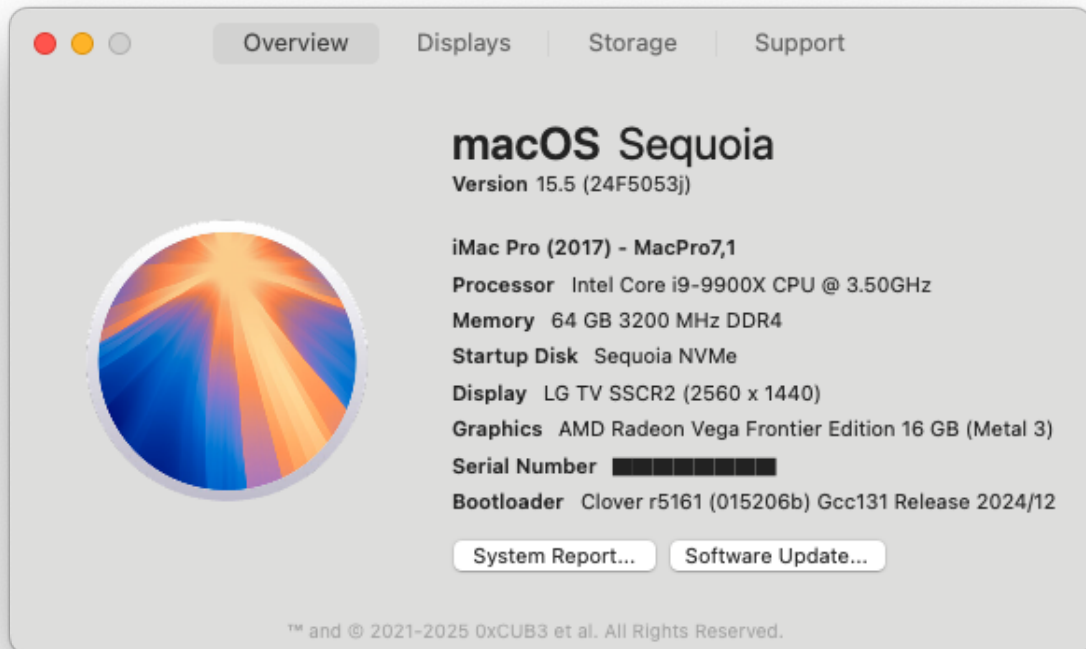 Overview Displays Storage Support
macOS Sequoia
Version 15.5 (24F5053j)
iMac Pro (2017) - MacPro7,1
Processor Intel Core i9-9900X CPU @ 3.50GHz
Memory 64 GB 3200 MHz DDR4
Startup Disk Sequoia NVMe
Display LG TV SSCR2 (2560 x 1440)
Graphics AMD Radeon Vega Frontier Edition 16 GB (Metal 3)
Serial Number
Bootloader Clover r5161 (015206b) Gcc131 Release 2024/12
System Report... Software Update...
™ and © 2021-2025 0xCUB3 et al. All Rights Reserved.